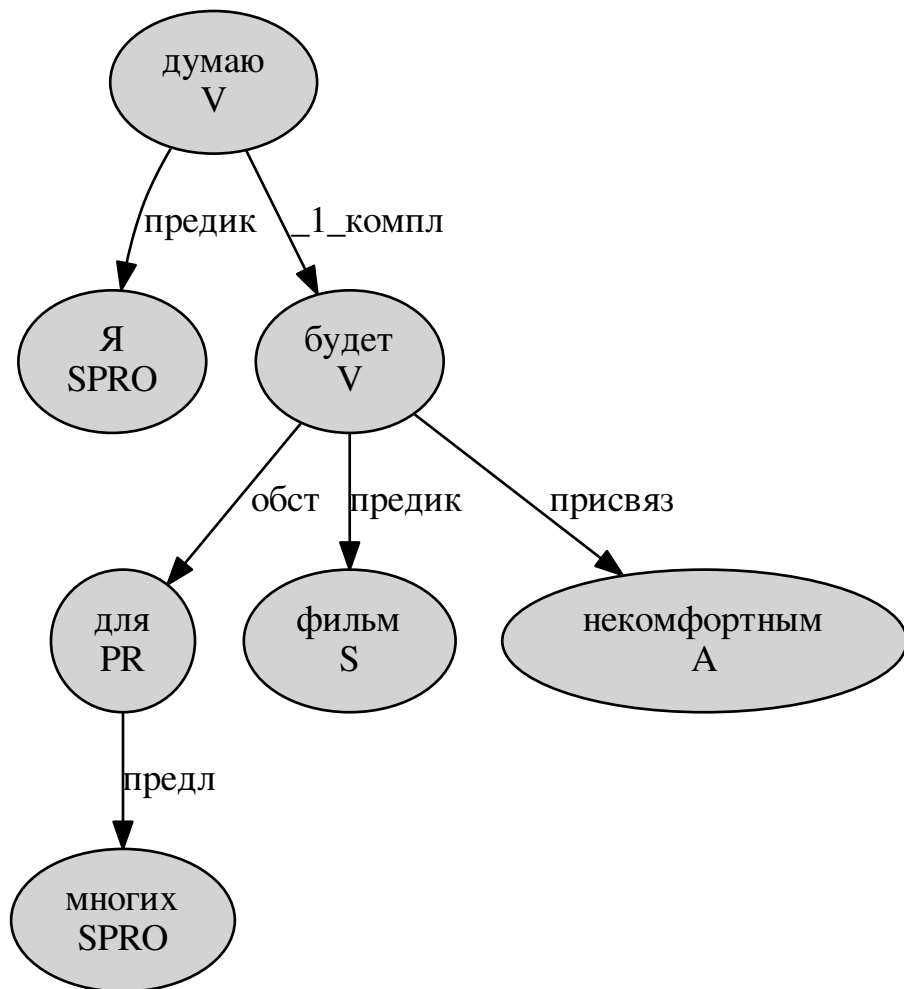 думаю
V
предик
_1_компл
Я
SPRO
будет
V
обст
предик
присвяз
для
PR
фильм
S
некомфортным
A
предл
многих
SPRO